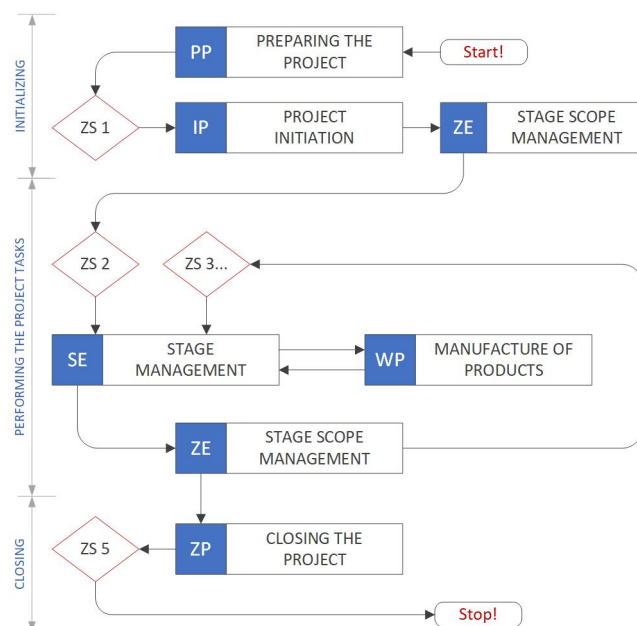 INITIALIZING
PP
PREPARING THE
PROJECT
Start!
ZS 1
IP
PROJECT
INITIATION
ZE
STAGE SCOPE
MANAGEMENT
PERFORMING THE PROJECT TASKS
ZS 2
ZS 3...
SE
STAGE
MANAGEMENT
WP
MANUFACTURE OF
PRODUCTS
ZE
STAGE SCOPE
MANAGEMENT
CLOSING
ZS 5
ZP
CLOSING THE
PROJECT
Stop!